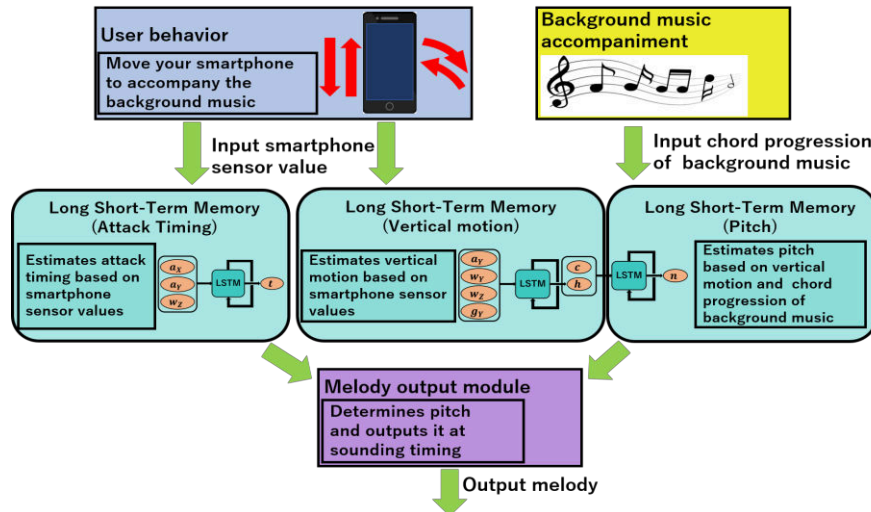 User behavior
Move your smartphone
to accompany the
background music
Background music
accompaniment
Input smartphone
sensor value
Input chord progression
of background music
Long Short-Term Memory
(Attack Timing)
Estimates attack
timing based on
smartphone
sensor values
a_X
a_Y
w_Z
LSTM
t
Long Short-Term Memory
(Vertical motion)
Estimates vertical
motion based on
smartphone sensor
values
a_Y
w_Y
w_Z
g_Y
LSTM
c
h
Long Short-Term Memory
(Pitch)
LSTM
n
Estimates pitch
based on vertical
motion and chord
progression of
background music
Melody output module
Determines pitch
and outputs it at
sounding timing
Output melody